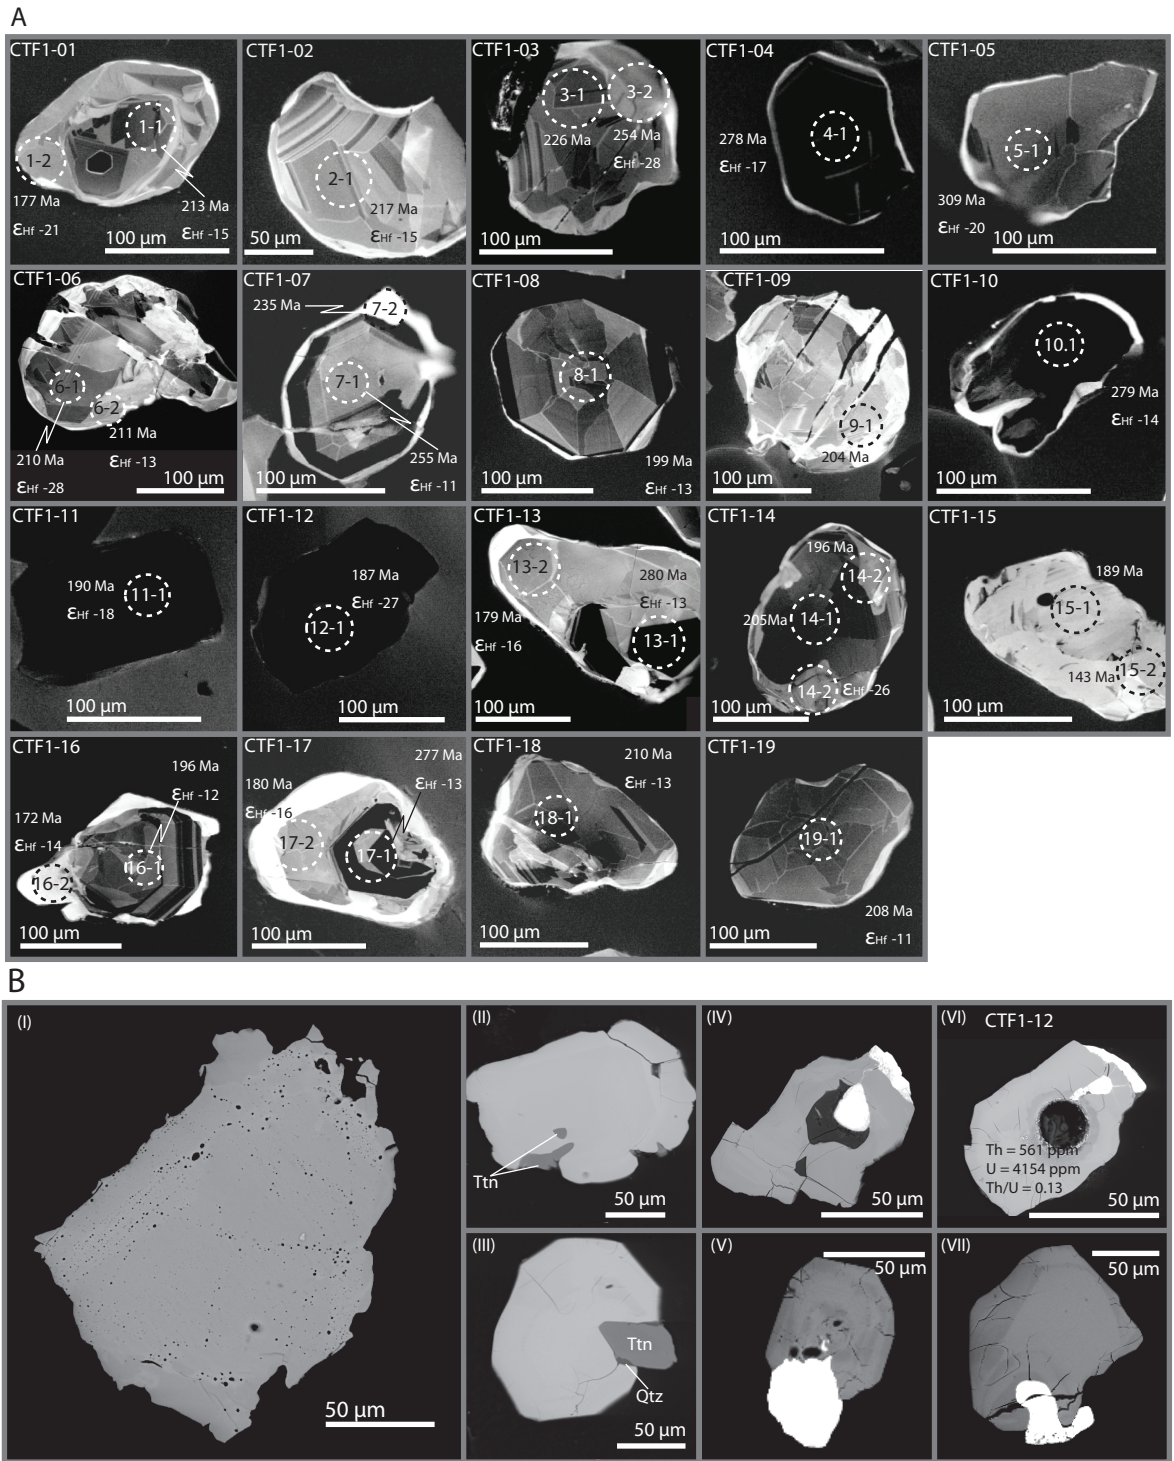 A
CTF1-01
1-1
1-2
177 Ma
εHf -21
213 Ma
εHf -15
100 µm
CTF1-02
2-1
217 Ma
εHf -15
50 µm
CTF1-03
3-1
3-2
226 Ma
254 Ma
εHf -28
100 µm
CTF1-04
4-1
278 Ma
εHf -17
100 µm
CTF1-05
5-1
309 Ma
εHf -20
100 µm
CTF1-06
6-1
6-2
211 Ma
εHf -13
210 Ma
εHf -28
100 µm
CTF1-07
235 Ma
7-2
7-1
255 Ma
εHf -11
100 µm
CTF1-08
8-1
199 Ma
εHf -13
100 µm
CTF1-09
9-1
204 Ma
100 µm
CTF1-10
10.1
279 Ma
εHf -14
100 µm
CTF1-11
190 Ma
εHf -18
11-1
100 µm
CTF1-12
187 Ma
εHf -27
12-1
100 µm
CTF1-13
13-2
280 Ma
εHf -13
179 Ma
εHf -16
13-1
100 µm
CTF1-14
196 Ma
14-2
205Ma
14-1
14-2
εHf -26
100 µm
CTF1-15
189 Ma
15-1
143 Ma
15-2
100 µm
CTF1-16
196 Ma
εHf -12
172 Ma
εHf -14
16-1
16-2
100 µm
CTF1-17
277 Ma
εHf -13
180 Ma
εHf -16
17-2
17-1
100 µm
CTF1-18
210 Ma
εHf -13
18-1
100 µm
CTF1-19
19-1
208 Ma
εHf -11
100 µm
B
(I)
50 µm
(II)
Ttn
50 µm
(III)
Ttn
Qtz
50 µm
(IV)
50 µm
(V)
50 µm
(VI)
CTF1-12
Th = 561 ppm
U = 4154 ppm
Th/U = 0.13
50 µm
(VII)
50 µm